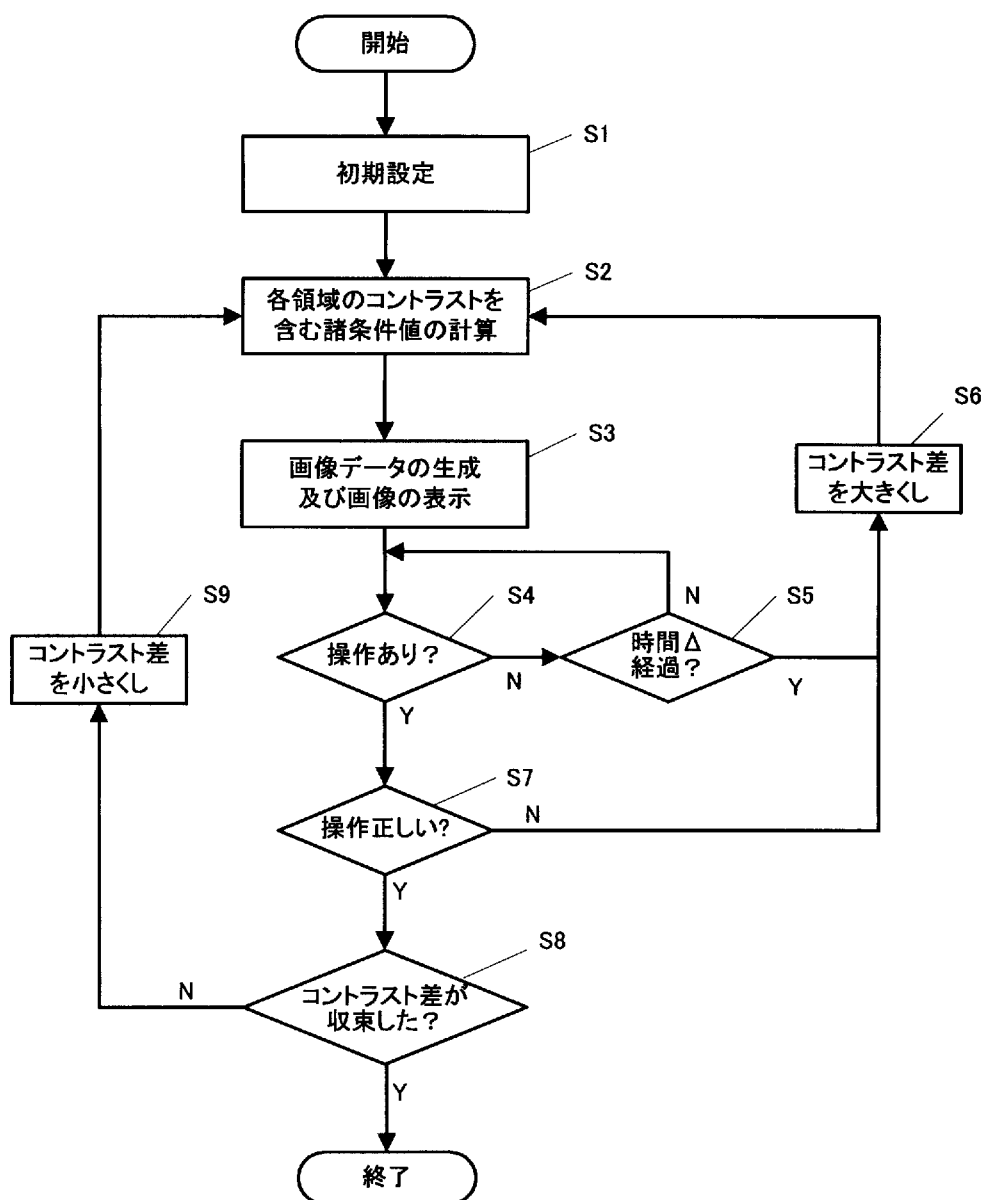 開始
S1
初期設定
S2
各領域のコントラストを
含む諸条件値の計算
S3
画像データの生成
及び画像の表示
S6
コントラスト差
を大きくし
S9
コントラスト差
を小さくし
S4
操作あり？
N
Y
S5
時間Δ
経過？
N
Y
S7
操作正しい?
N
Y
S8
コントラスト差が
収束した？
N
Y
終了